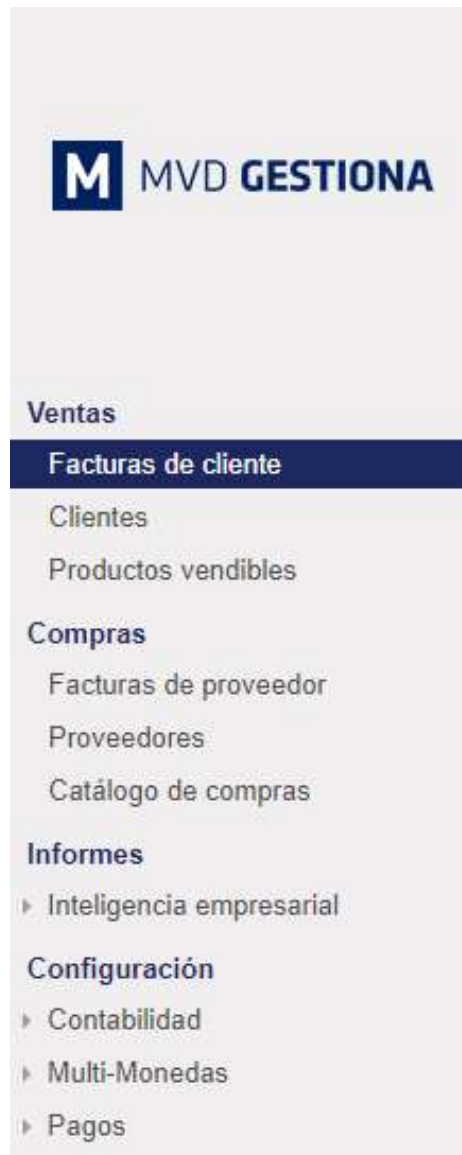 M MVD GESTIONA
Ventas
Facturas de cliente
Clientes
Productos vendibles
Compras
Facturas de proveedor
Proveedores
Catálogo de compras
Informes
Inteligencia empresarial
Configuración
Contabilidad
Multi-Monedas
Pagos